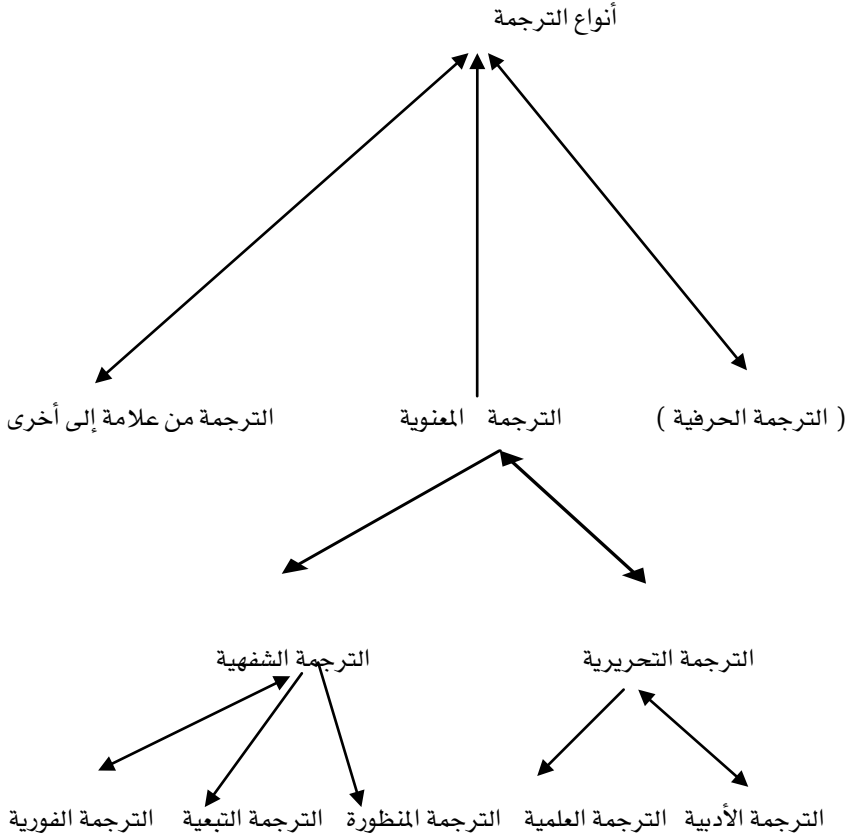 أنواع الترجمة
( الترجمة الحرفية ) الترجمة المعنوية الترجمة من علامة إلى أخرى
الترجمة التحريرية الترجمة الشفهية
الترجمة الأدبية الترجمة العلمية الترجمة المنظورة الترجمة التبعية الترجمة الفورية